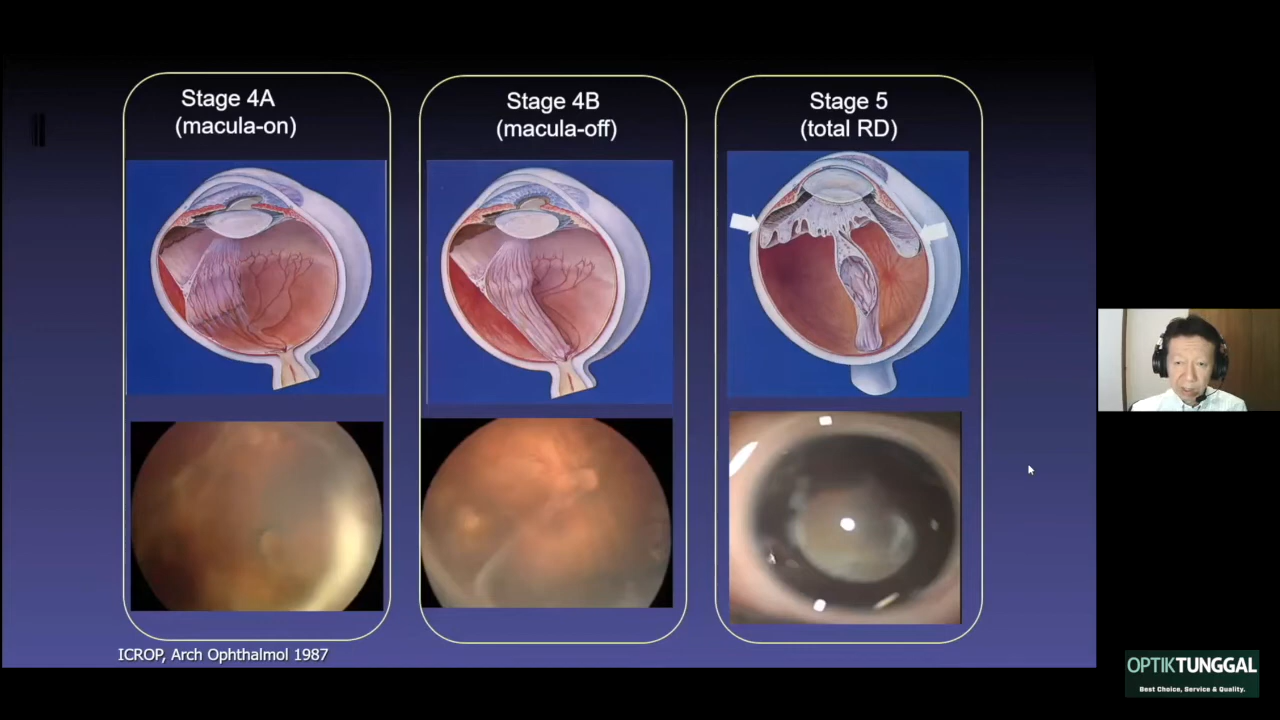 Stage 4A
(macula-on)
Stage 4B
(macula-off)
Stage 5
(total RD)
ICROP, Arch Ophthalmol 1987
OPTIKTUNGGAL
Best Choice, Service & Quality.